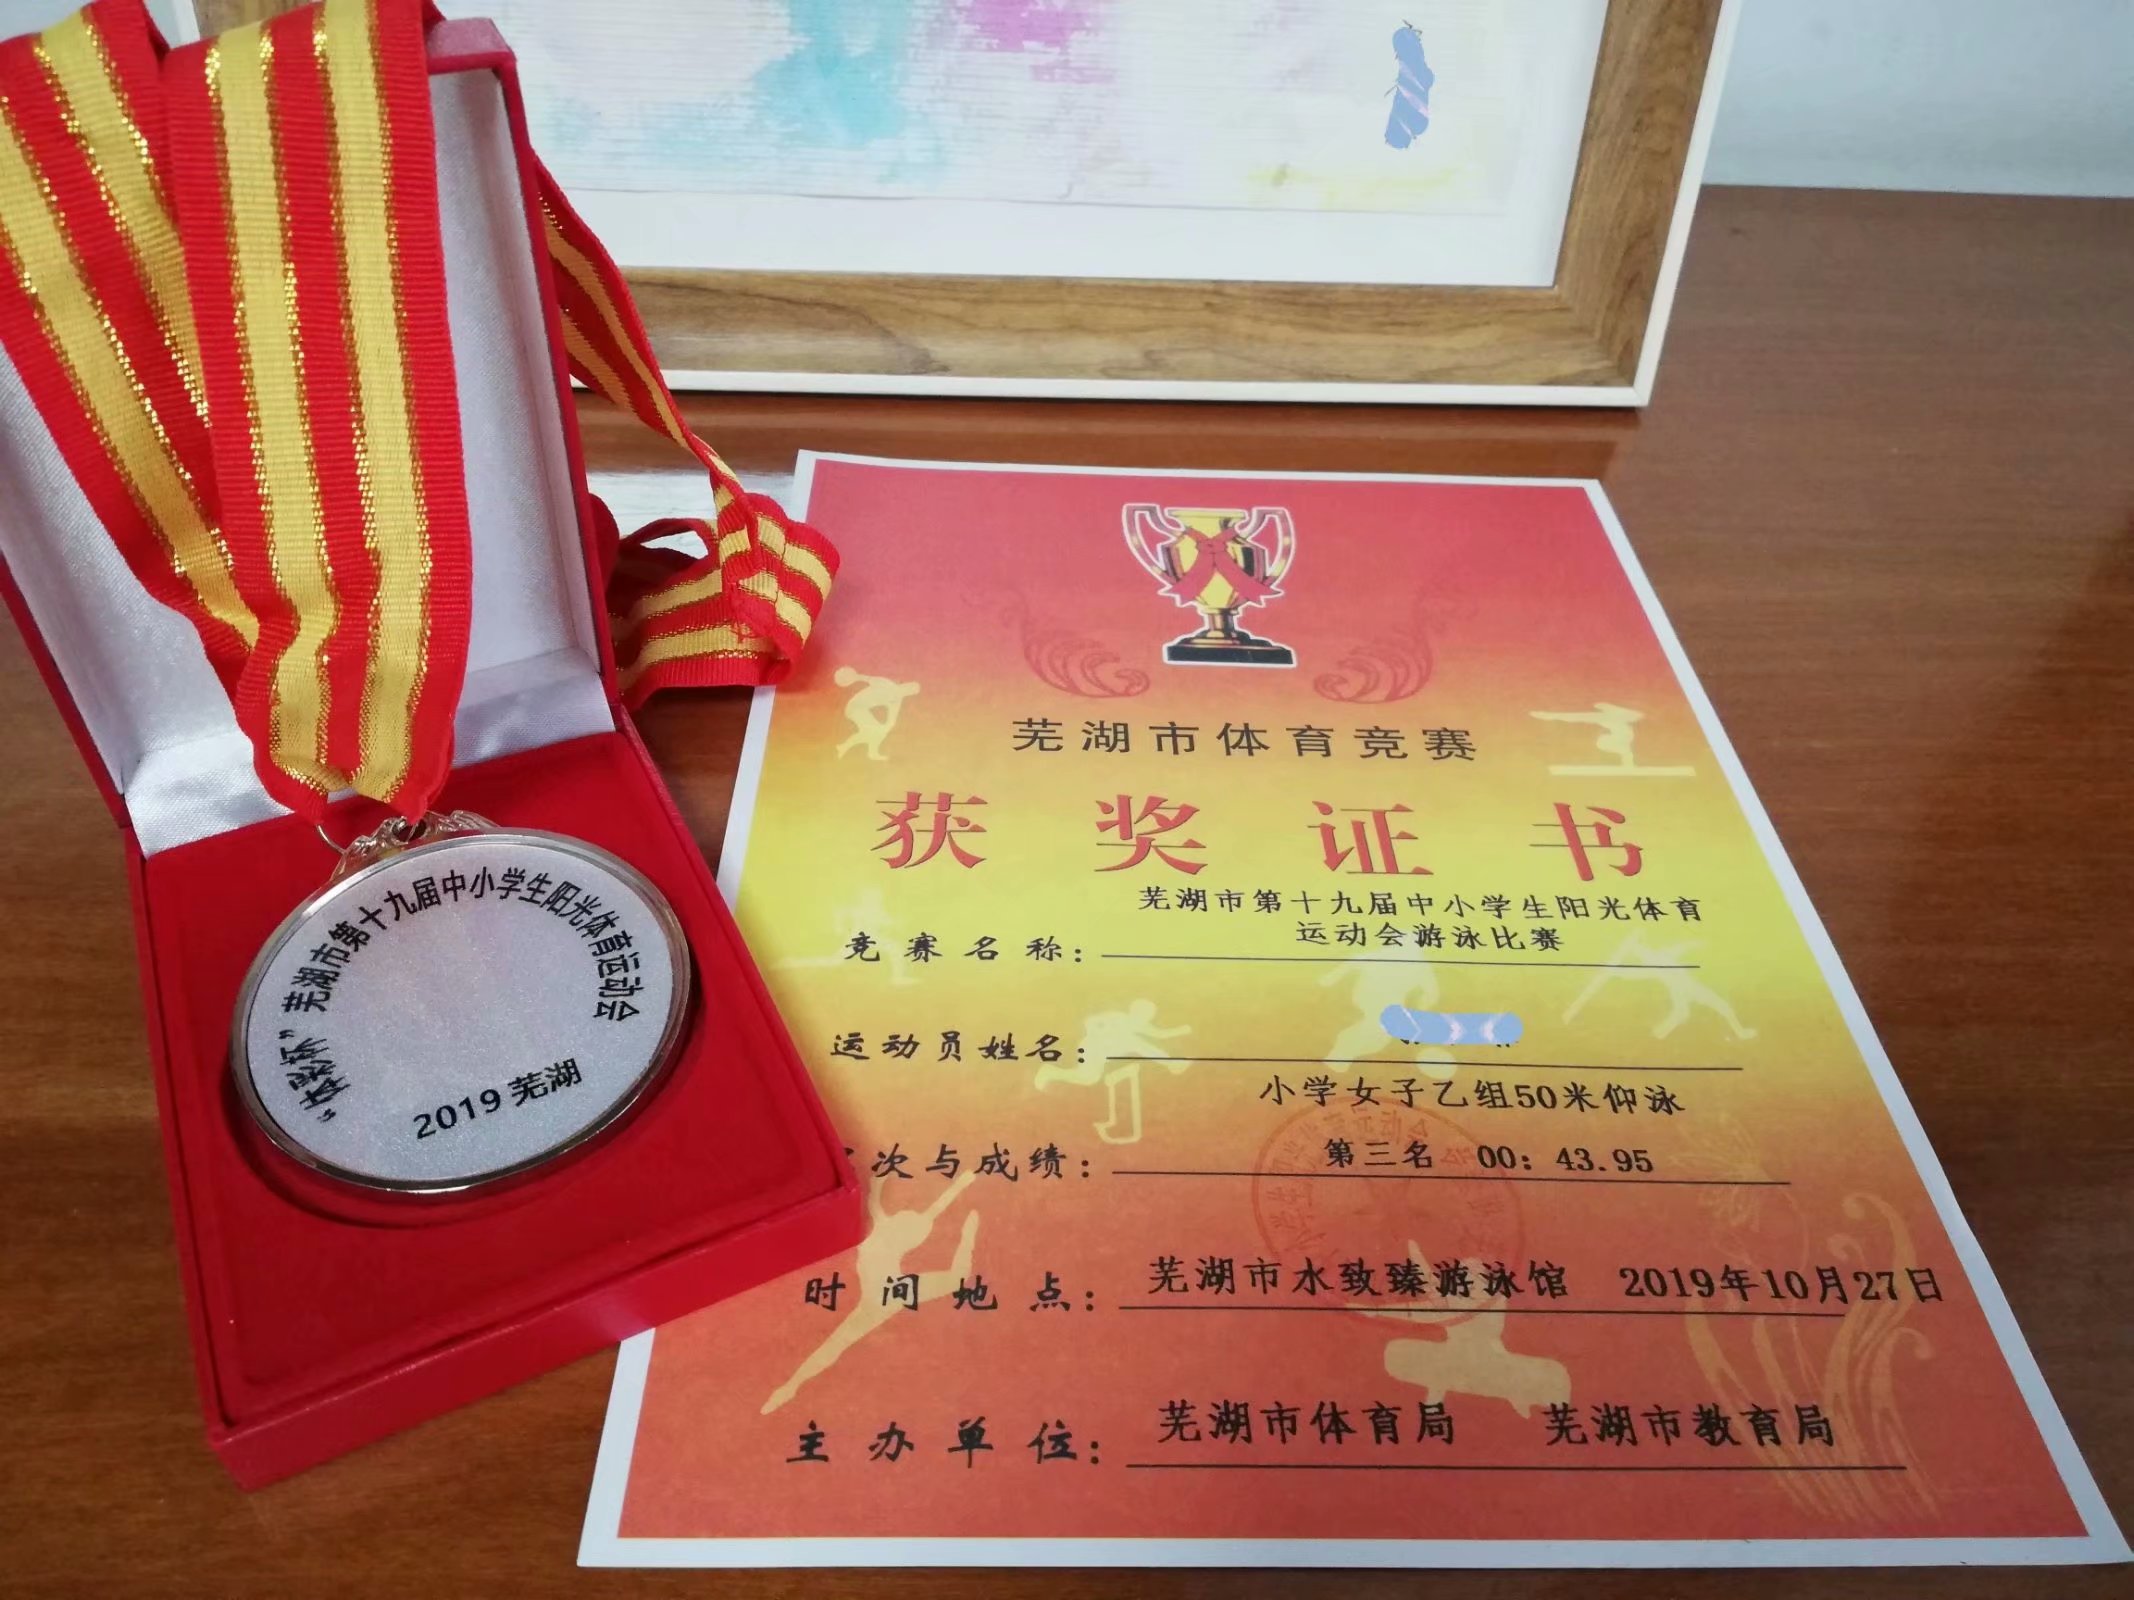 “体彩杯”芜湖市第十九届中小学生阳光体育运动会
2019 芜湖
芜湖市体育竞赛
获奖证书
竞赛名称：芜湖市第十九届中小学生阳光体育
运动会游泳比赛
运动员姓名：
小学女子乙组50米仰泳
次与成绩：第三名 00：43.95
时间地点：芜湖市水致臻游泳馆 2019年10月27日
主办单位：芜湖市体育局 芜湖市教育局